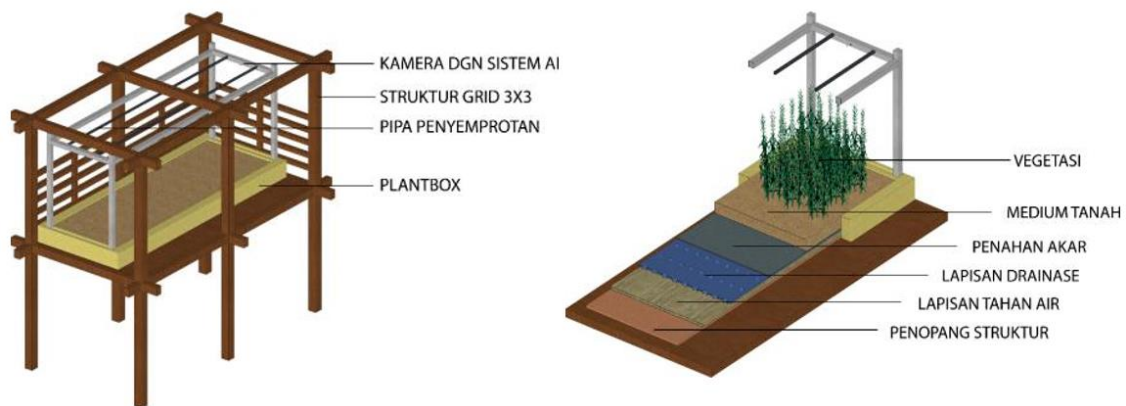 KAMERA DGN SISTEM AI
STRUKTUR GRID 3X3
PIPA PENYEMPROTAN
PLANTBOX
VEGETASI
MEDIUM TANAH
PENAHAN AKAR
LAPISAN DRAINASE
LAPISAN TAHAN AIR
PENOPANG STRUKTUR